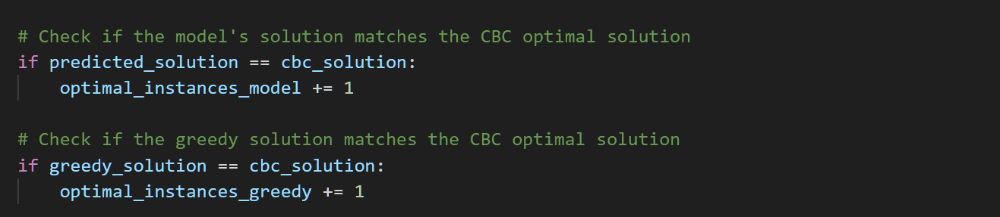 # Check if the model's solution matches the CBC optimal solution
if predicted_solution == cbc_solution:
    optimal_instances_model += 1
# Check if the greedy solution matches the CBC optimal solution
if greedy_solution == cbc_solution:
    optimal_instances_greedy += 1